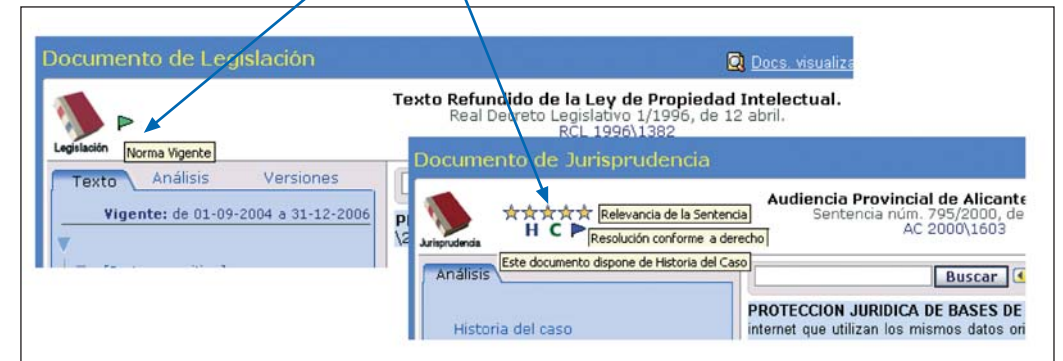 Documento de Legislación
Docs. visualiza
Texto Refundido de la Ley de Propiedad Intelectual.
Real Decreto Legislativo 1/1996, de 12 abril.
RCL 1996\1382
Legislación
Norma Vigente
Texto Análisis Versiones
Vigente: de 01-09-2004 a 31-12-2006
Documento de Jurisprudencia
Audiencia Provincial de Alicante
Sentencia núm. 795/2000, de
AC 2000\1603
Jurisprudencia
Relevancia de la Sentencia
H C
Resolución conforme a derecho
Este documento dispone de Historia del Caso
Análisis
Buscar
Historia del caso
PROTECCION JURIDICA DE BASES DE
internet que utilizan los mismos datos ori